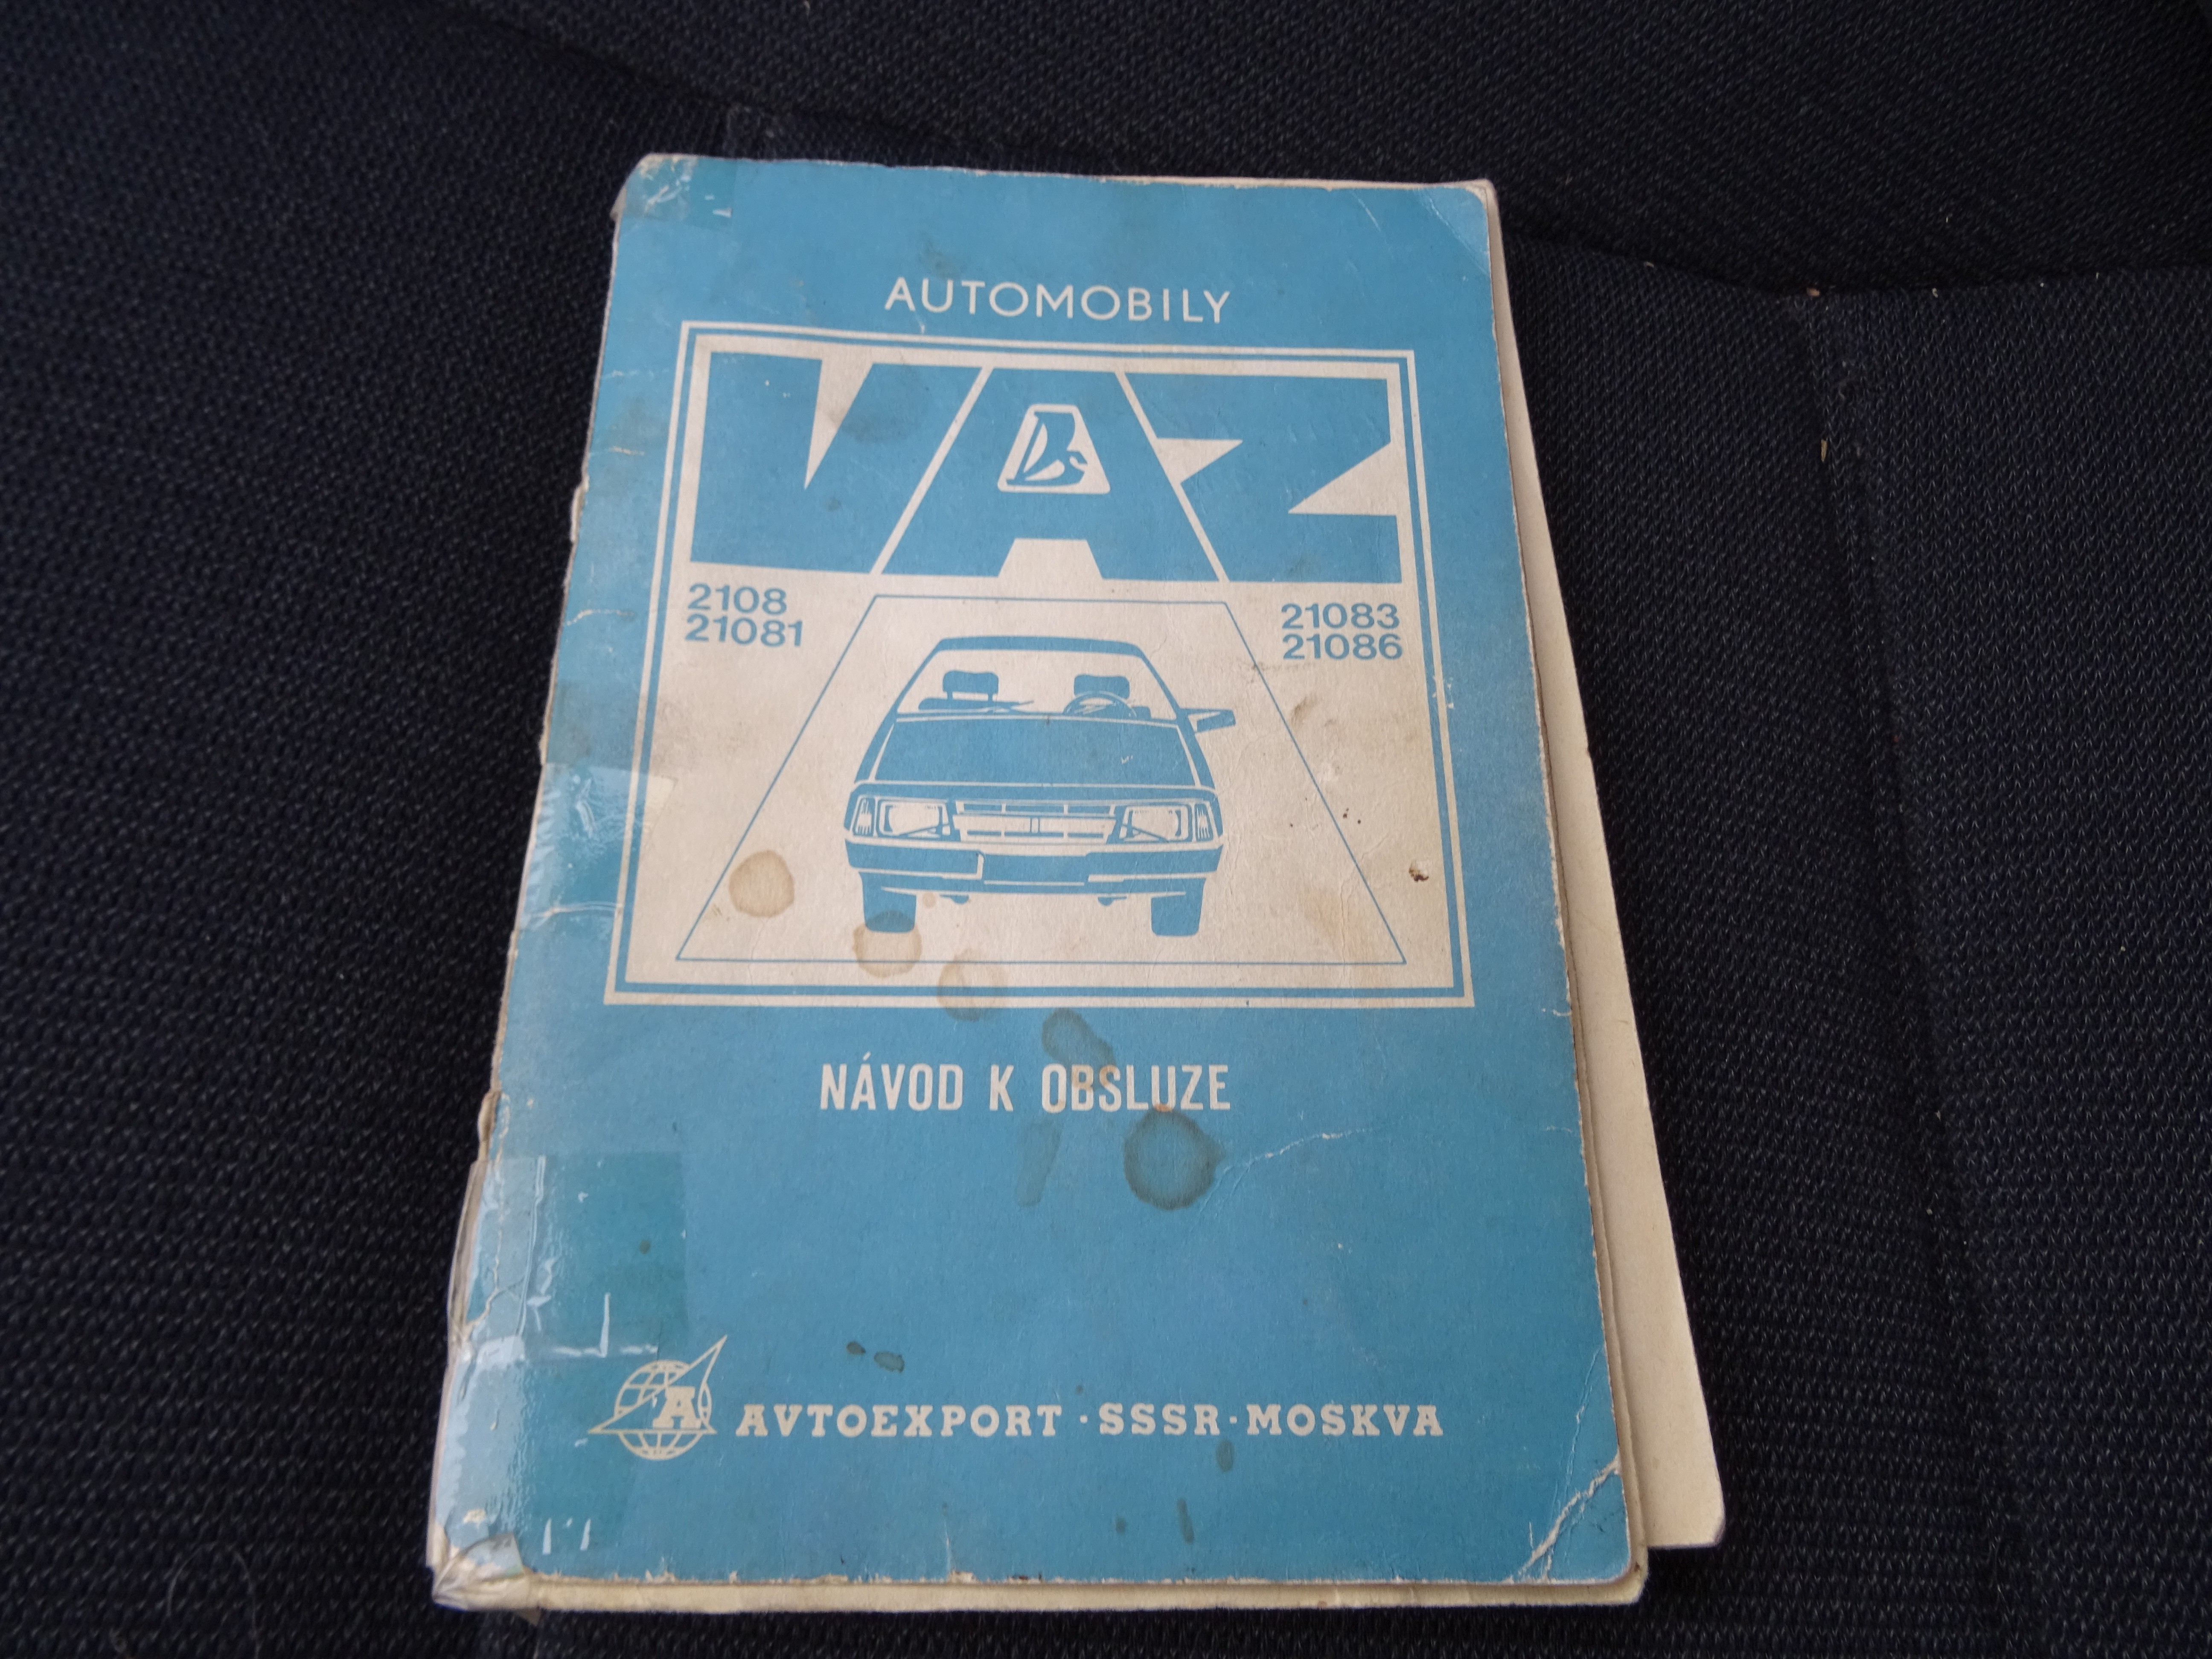 AUTOMOBILY
VAZ
2108
21081
21083
21086
NÁVOD K OBSLUZE
A AVTOEXPORT · SSSR · MOSKVA